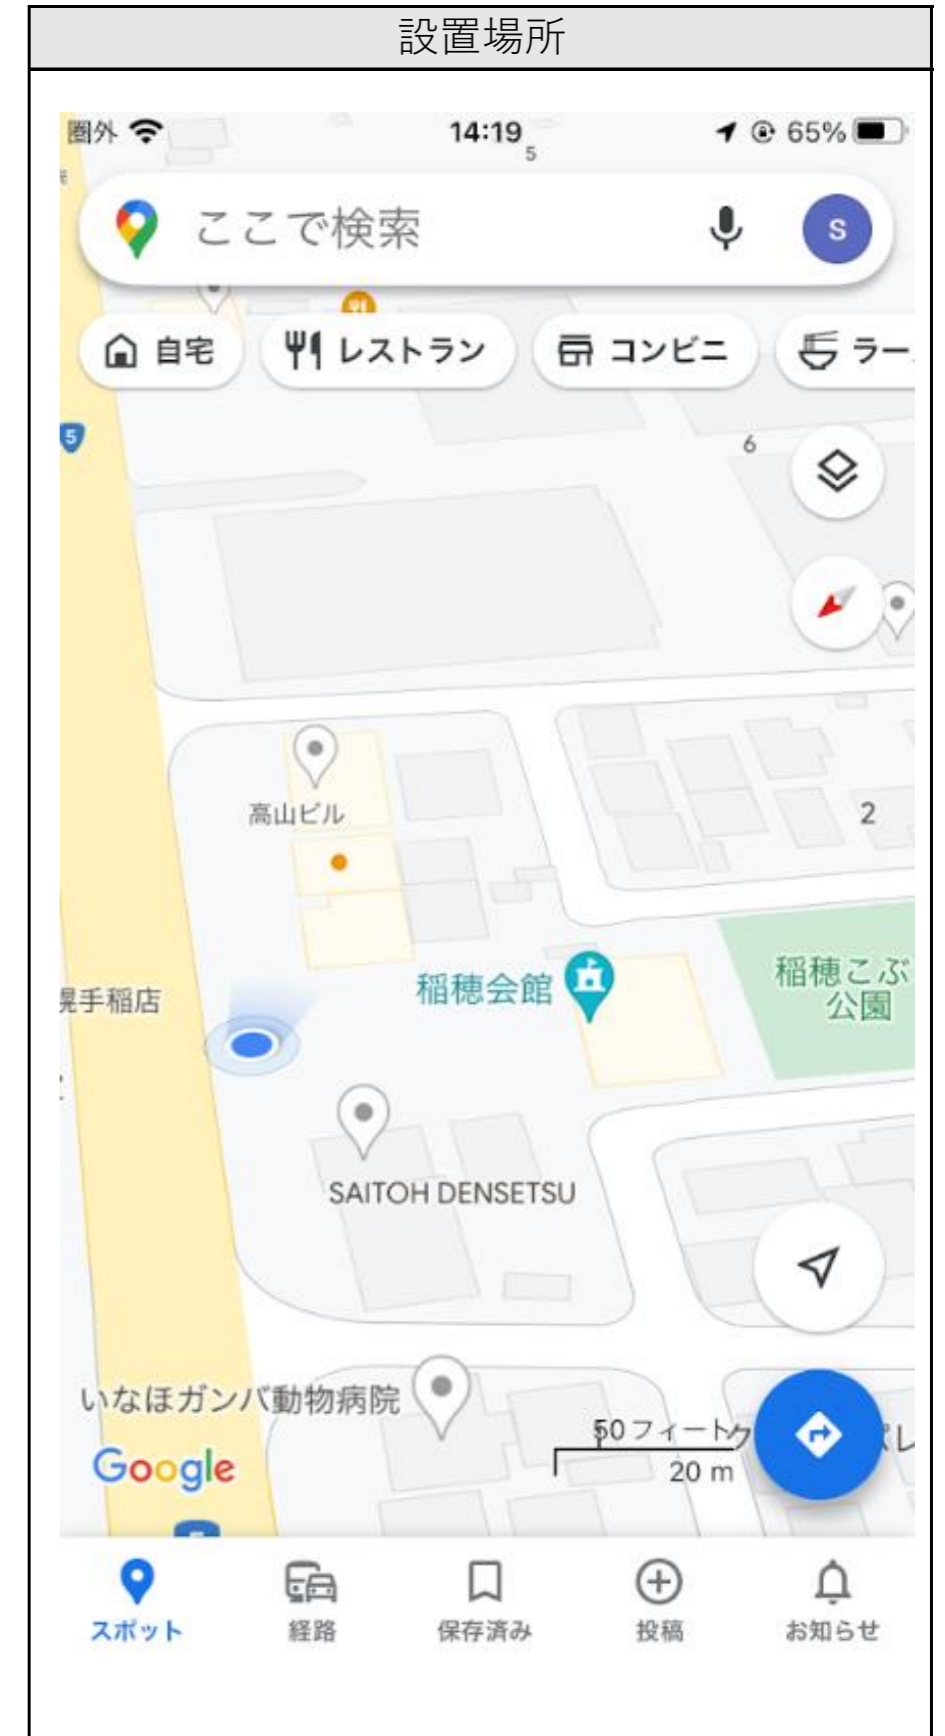 設置場所
圏外
14:19
65%
5
ここで検索
S
自宅
レストラン
コンビニ
ラー
5
6
高山ビル
2
稲穂会館
稲穂こぶ
公園
幌手稲店
SAITOH DENSETSU
いなほガンバ動物病院
50 フィート
ク
レ
20 m
Google
スポット
経路
保存済み
投稿
お知らせ